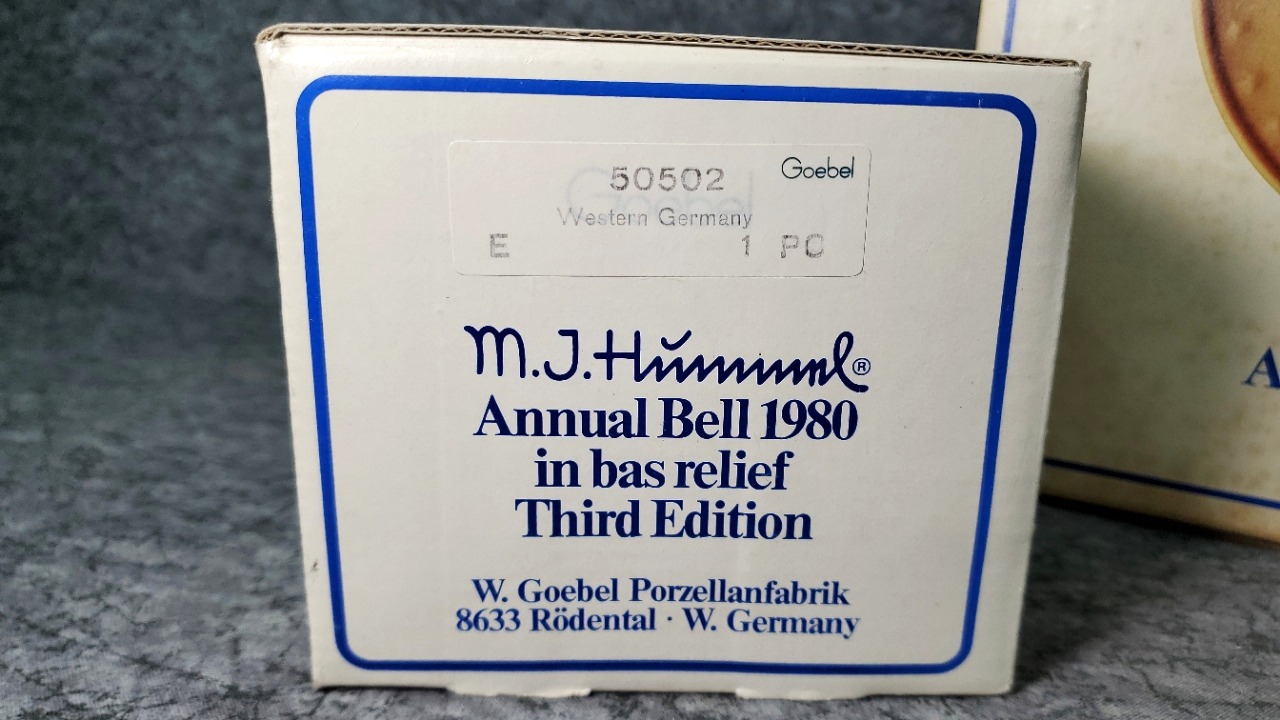 Goebel
50502
Western Germany
E 1 PC
M.J.Hummel®
Annual Bell 1980
in bas relief
Third Edition
W. Goebel Porzellanfabrik
8633 Rödental · W. Germany
A